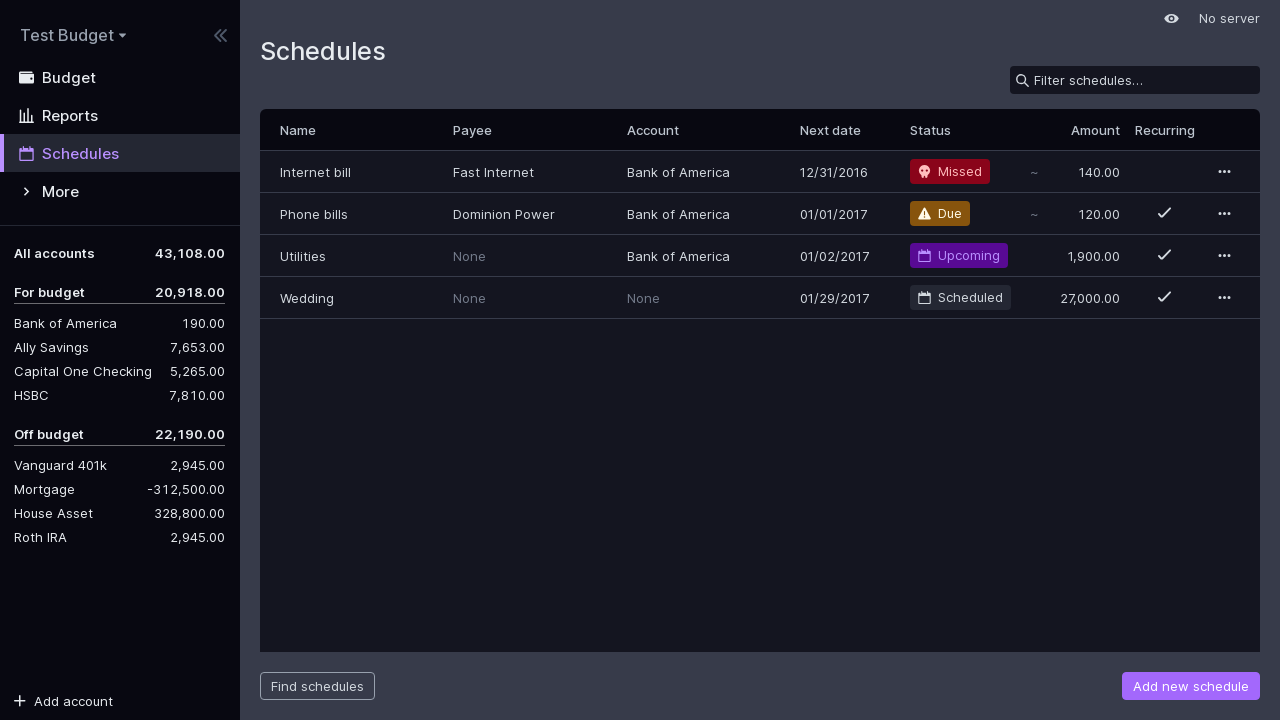 Test Budget
Budget
Reports
Schedules
More
All accounts 43,108.00
For budget 20,918.00
Bank of America 190.00
Ally Savings 7,653.00
Capital One Checking 5,265.00
HSBC 7,810.00
Off budget 22,190.00
Vanguard 401k 2,945.00
Mortgage -312,500.00
House Asset 328,800.00
Roth IRA 2,945.00
Add account
No server
Schedules
Filter schedules…
Name Payee Account Next date Status Amount Recurring
Internet bill Fast Internet Bank of America 12/31/2016 Missed ~ 140.00
Phone bills Dominion Power Bank of America 01/01/2017 Due ~ 120.00
Utilities None Bank of America 01/02/2017 Upcoming 1,900.00
Wedding None None 01/29/2017 Scheduled 27,000.00
Find schedules
Add new schedule